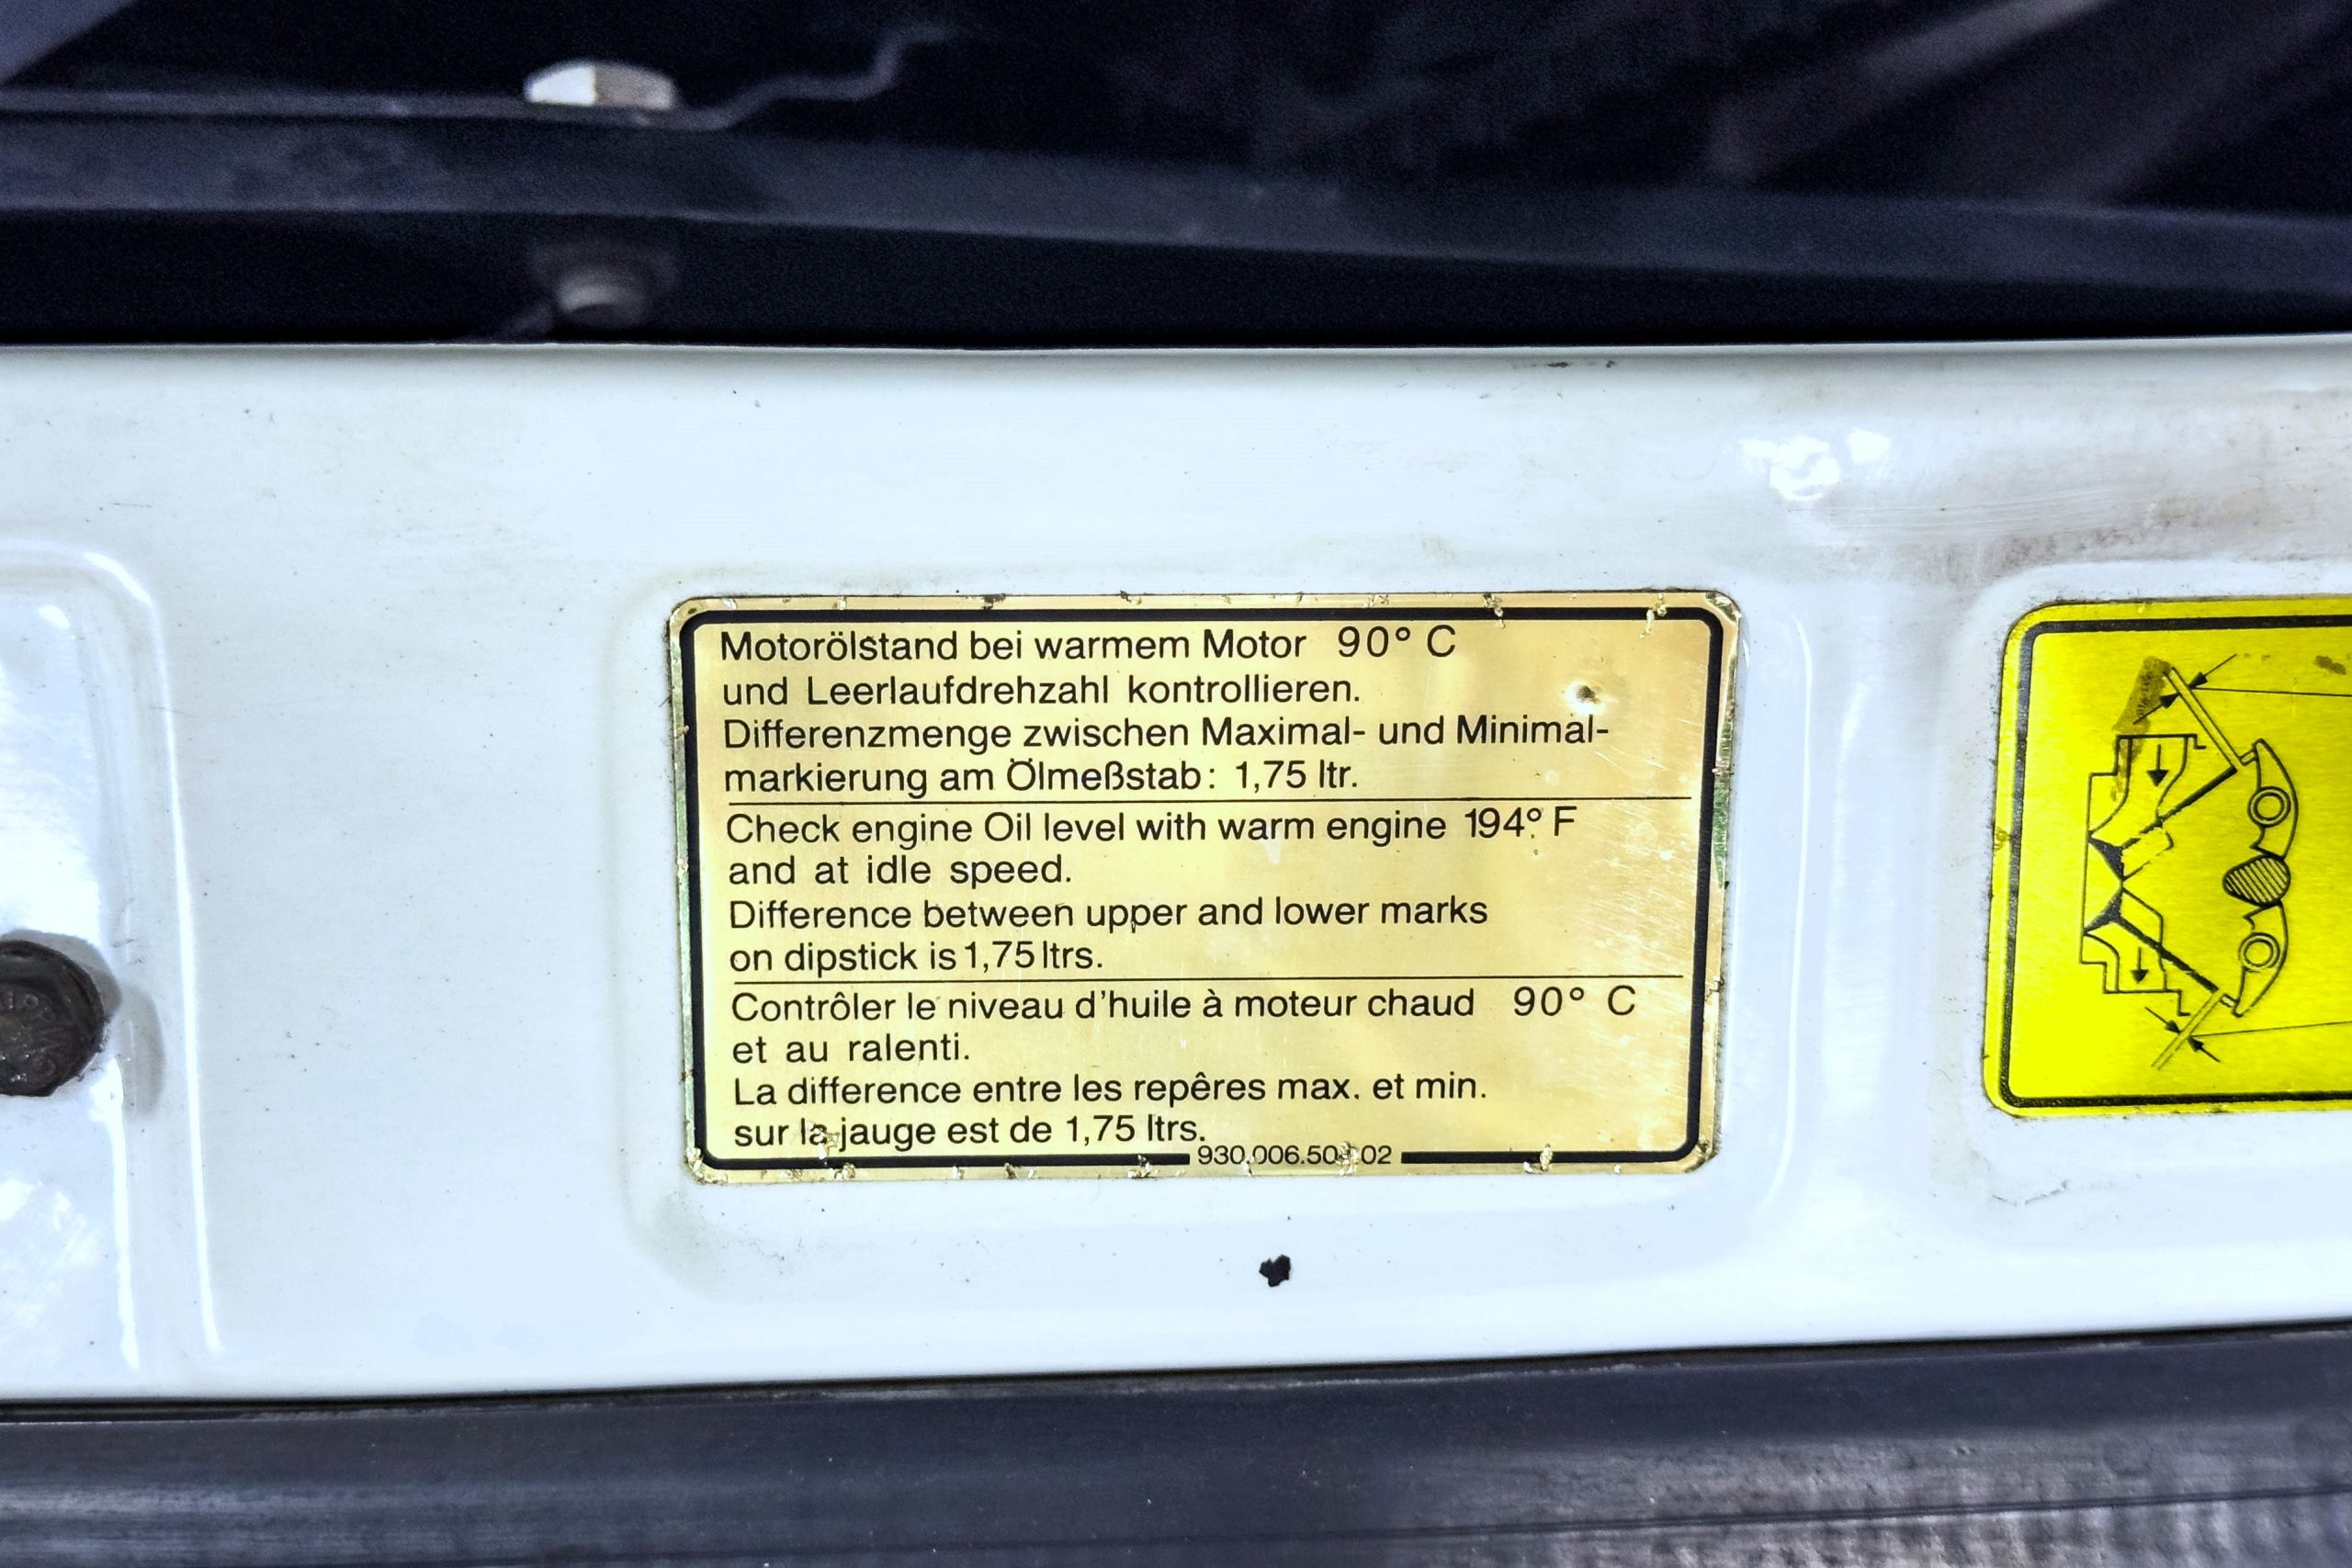 Motorölstand bei warmem Motor 90° C
und Leerlaufdrehzahl kontrollieren.
Differenzmenge zwischen Maximal- und Minimal-
markierung am Ölmeßstab: 1,75 ltr.
Check engine Oil level with warm engine 194° F
and at idle speed.
Difference between upper and lower marks
on dipstick is 1,75 ltrs.
Contrôler le niveau d'huile à moteur chaud 90° C
et au ralenti.
La difference entre les repêres max. et min.
sur la jauge est de 1,75 ltrs.